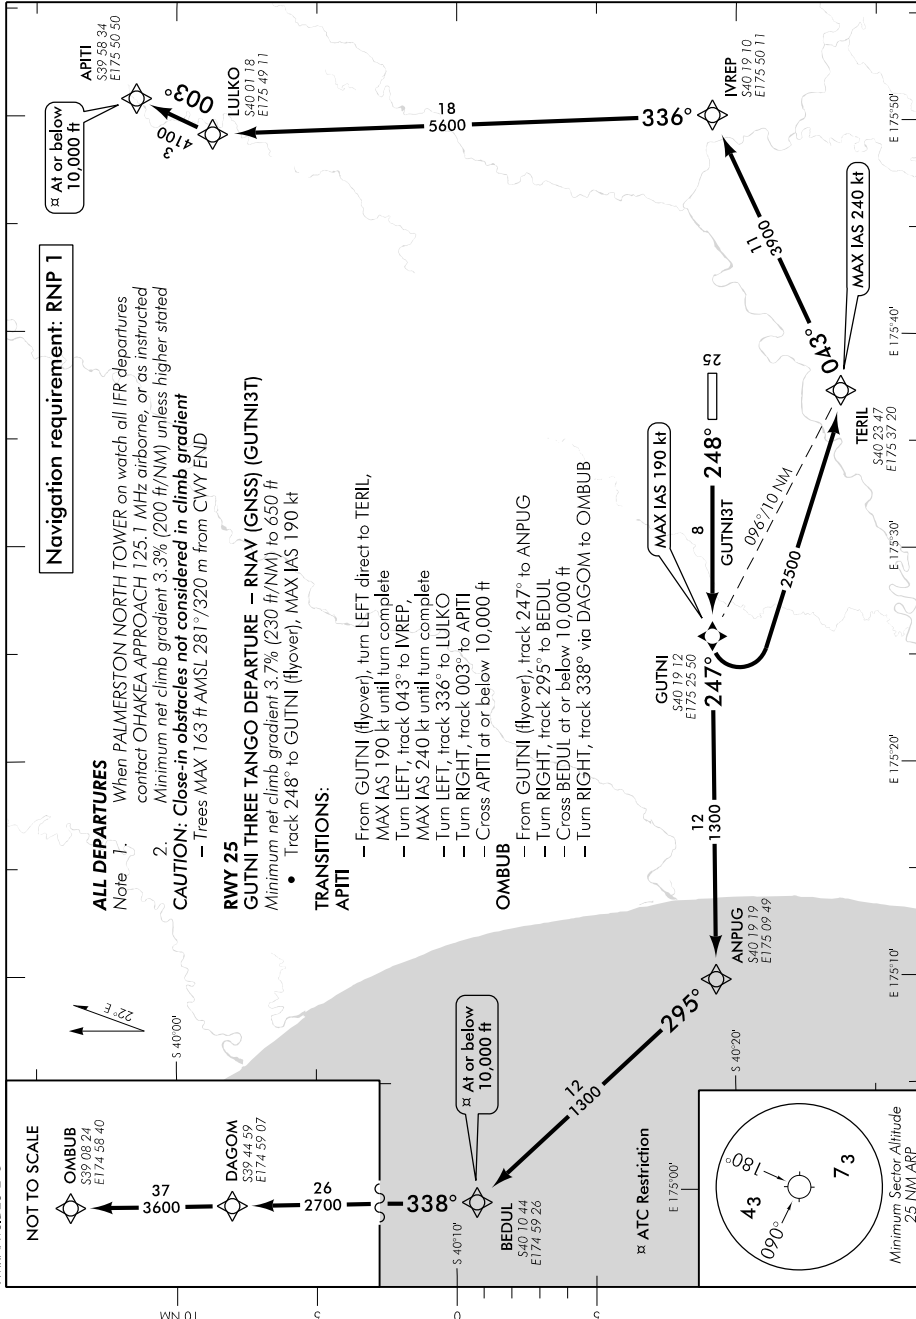 Navigation requirement: RNP 1
ALL DEPARTURES
Note 1. When PALMERSTON NORTH TOWER on watch all IFR departures
contact OHAKEA APPROACH 125.1 MHz airborne, or as instructed
2. Minimum net climb gradient 3.3% (200 ft/NM) unless higher stated
CAUTION: Close-in obstacles not considered in climb gradient
– Trees MAX 163 ft AMSL 281°/320 m from CWY END
RWY 25
GUTNI THREE TANGO DEPARTURE – RNAV (GNSS) (GUTNI3T)
Minimum net climb gradient 3.7% (230 ft/NM) to 650 ft
• Track 248° to GUTNI (flyover), MAX IAS 190 kt
TRANSITIONS:
APITI
– From GUTNI (flyover), turn LEFT direct to TERIL,
MAX IAS 190 kt until turn complete
– Turn LEFT, track 043° to IVREP,
MAX IAS 240 kt until turn complete
– Turn LEFT, track 336° to LULKO
– Turn RIGHT, track 003° to APITI
– Cross APITI at or below 10,000 ft
OMBUB
– From GUTNI (flyover), track 247° to ANPUG
– Turn RIGHT, track 295° to BEDUL
– Cross BEDUL at or below 10,000 ft
– Turn RIGHT, track 338° via DAGOM to OMBUB
NOT TO SCALE
OMBUB
S39 08 24
E174 58 40
37
3600
DAGOM
S39 44 59
E174 59 07
26
2700
338°
BEDUL
S40 10 44
E174 59 26
¤ At or below
10,000 ft
12
1300
295°
ANPUG
S40 19 19
E175 09 49
12
1300
247°
GUTNI
S40 19 12
E175 25 50
MAX IAS 190 kt
8
GUTNI3T
248°
25
096°/10 NM
2500
TERIL
S40 23 47
E175 37 20
MAX IAS 240 kt
043°
11
3900
IVREP
S40 19 10
E175 50 11
336°
18
5600
LULKO
S40 01 18
E175 49 11
003°
3
4100
APITI
S39 58 34
E175 50 50
¤ At or below
10,000 ft
22° E
S 40°00'
S 40°10'
S 40°20'
E 175°00'
E 175°10'
E 175°20'
E 175°30'
E 175°40'
E 175°50'
10 NM
5
0
5
¤ ATC Restriction
180°
090°
43
73
Minimum Sector Altitude
25 NM ARP